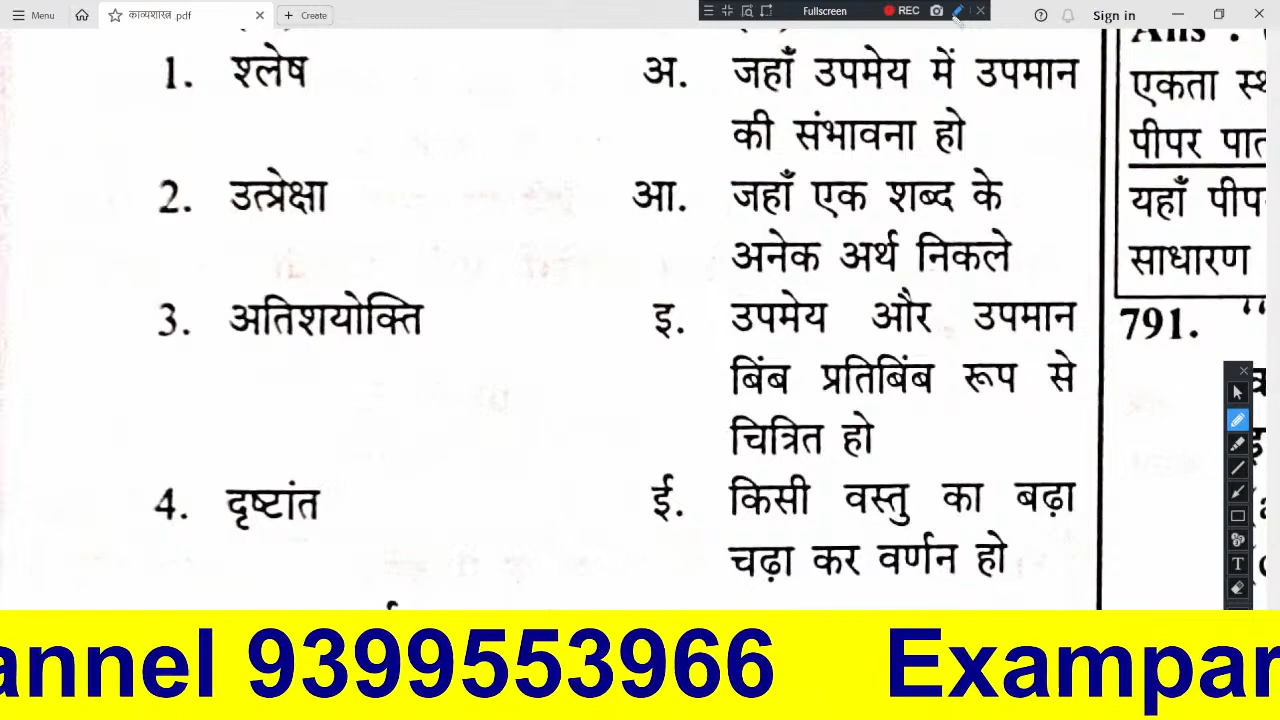 Menu
काव्यशास्त्र .pdf
Create
Fullscreen
REC
Sign in
1. श्लेष
अ. जहाँ उपमेय में उपमान
की संभावना हो
2. उत्प्रेक्षा
आ. जहाँ एक शब्द के
अनेक अर्थ निकले
3. अतिशयोक्ति
इ. उपमेय और उपमान
बिंब प्रतिबिंब रूप से
चित्रित हो
4. दृष्टांत
ई. किसी वस्तु का बढ़ा
चढ़ा कर वर्णन हो
Ans : (
एकता स्थ
पीपर पात
यहाँ पीप
साधारण
791. “
annel 9399553966 Exampar